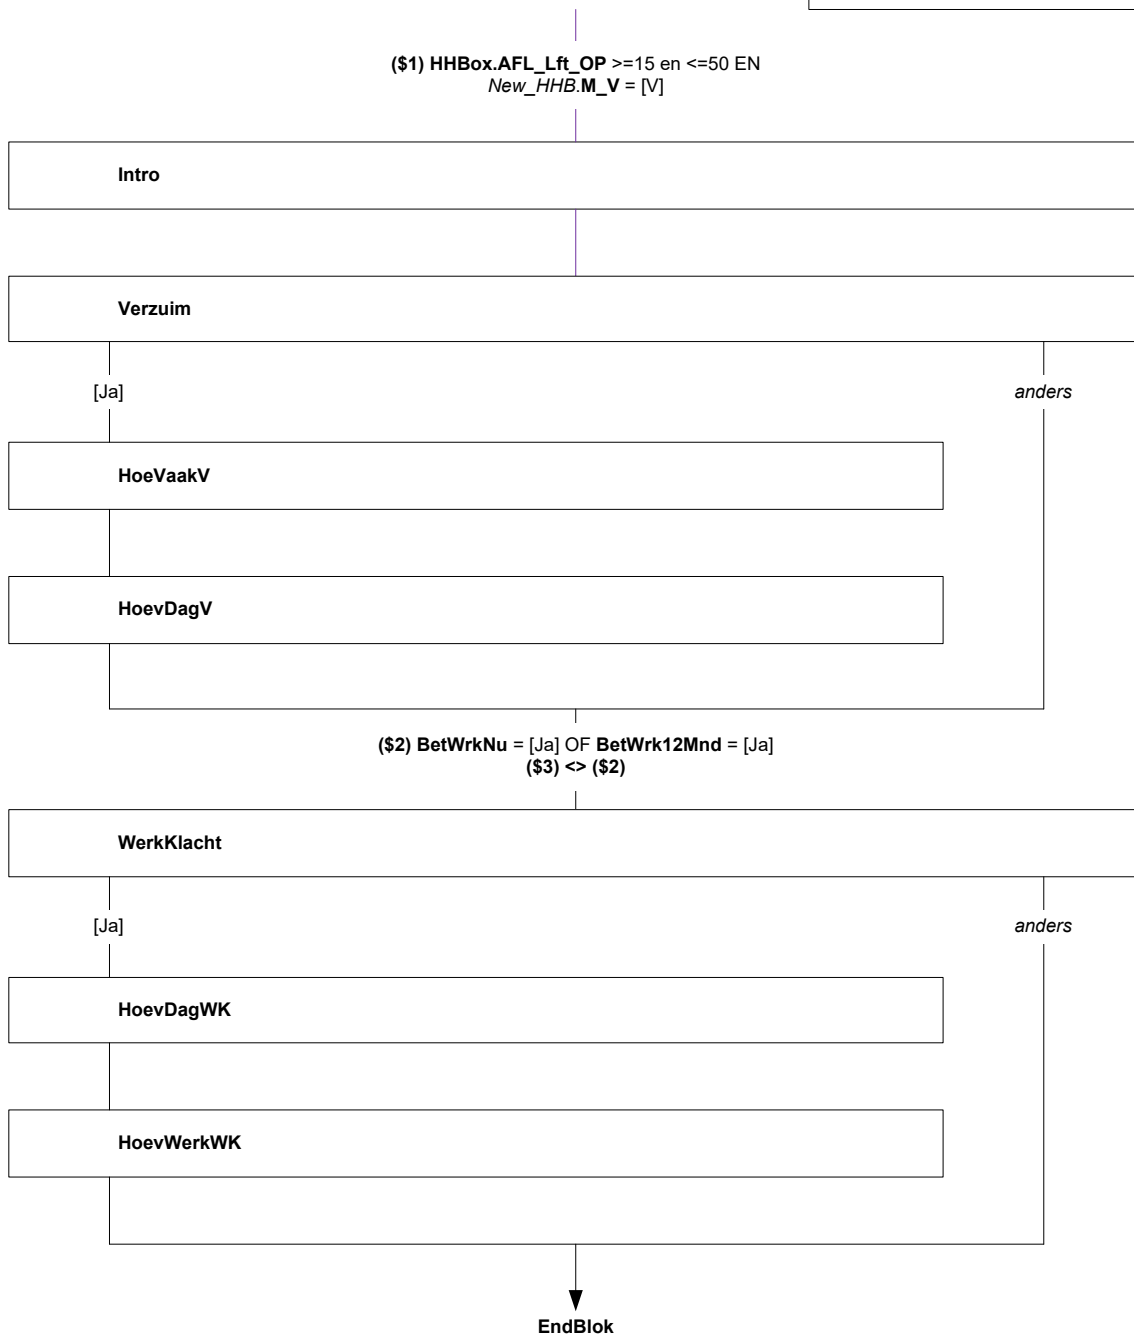 ($1) HHBox.AFL_Lft_OP >=15 en <=50 EN
New_HHB.M_V = [V]
Intro
Verzuim
[Ja]
anders
HoeVaakV
HoevDagV
($2) BetWrkNu = [Ja] OF BetWrk12Mnd = [Ja]
($3) <> ($2)
WerkKlacht
[Ja]
anders
HoevDagWK
HoevWerkWK
EndBlok